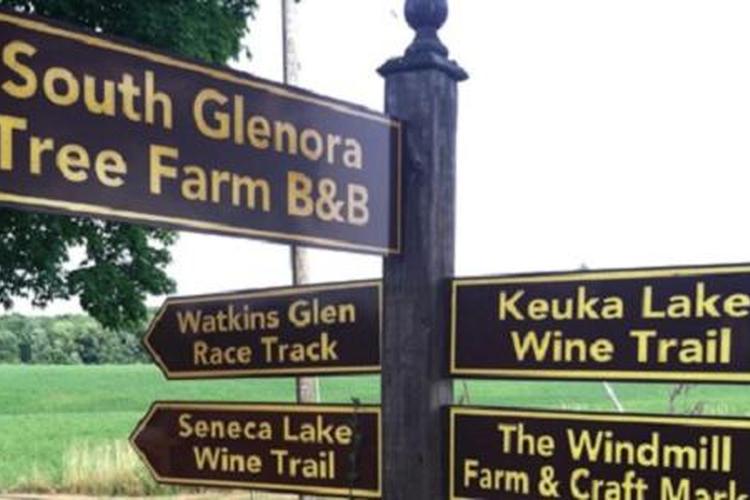 South Glenora
Tree Farm B&B
Watkins Glen
Race Track
Keuka Lake
Wine Trail
Seneca Lake
Wine Trail
The Windmill
Farm & Craft Mark